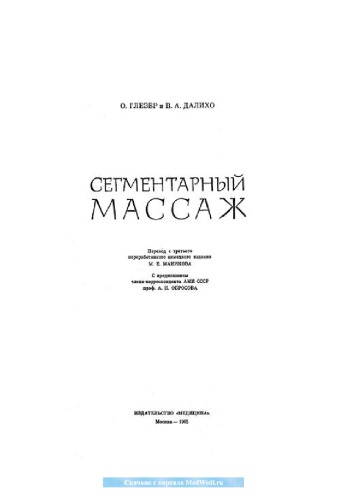 О. ГЛЕЗЕР и В. А. ДАЛИХО
СЕГМЕНТАРНЫЙ
МАССАЖ
Перевод с третьего
переработанного немецкого издания
М. Е. МАНУКОВА
С предисловием
члена-корреспондента АМН СССР
проф. А. Н. ОБРОСОВА
ИЗДАТЕЛЬСТВО «МЕДИЦИНА»
Москва — 1965
Скачано с портала MedWedi.ru